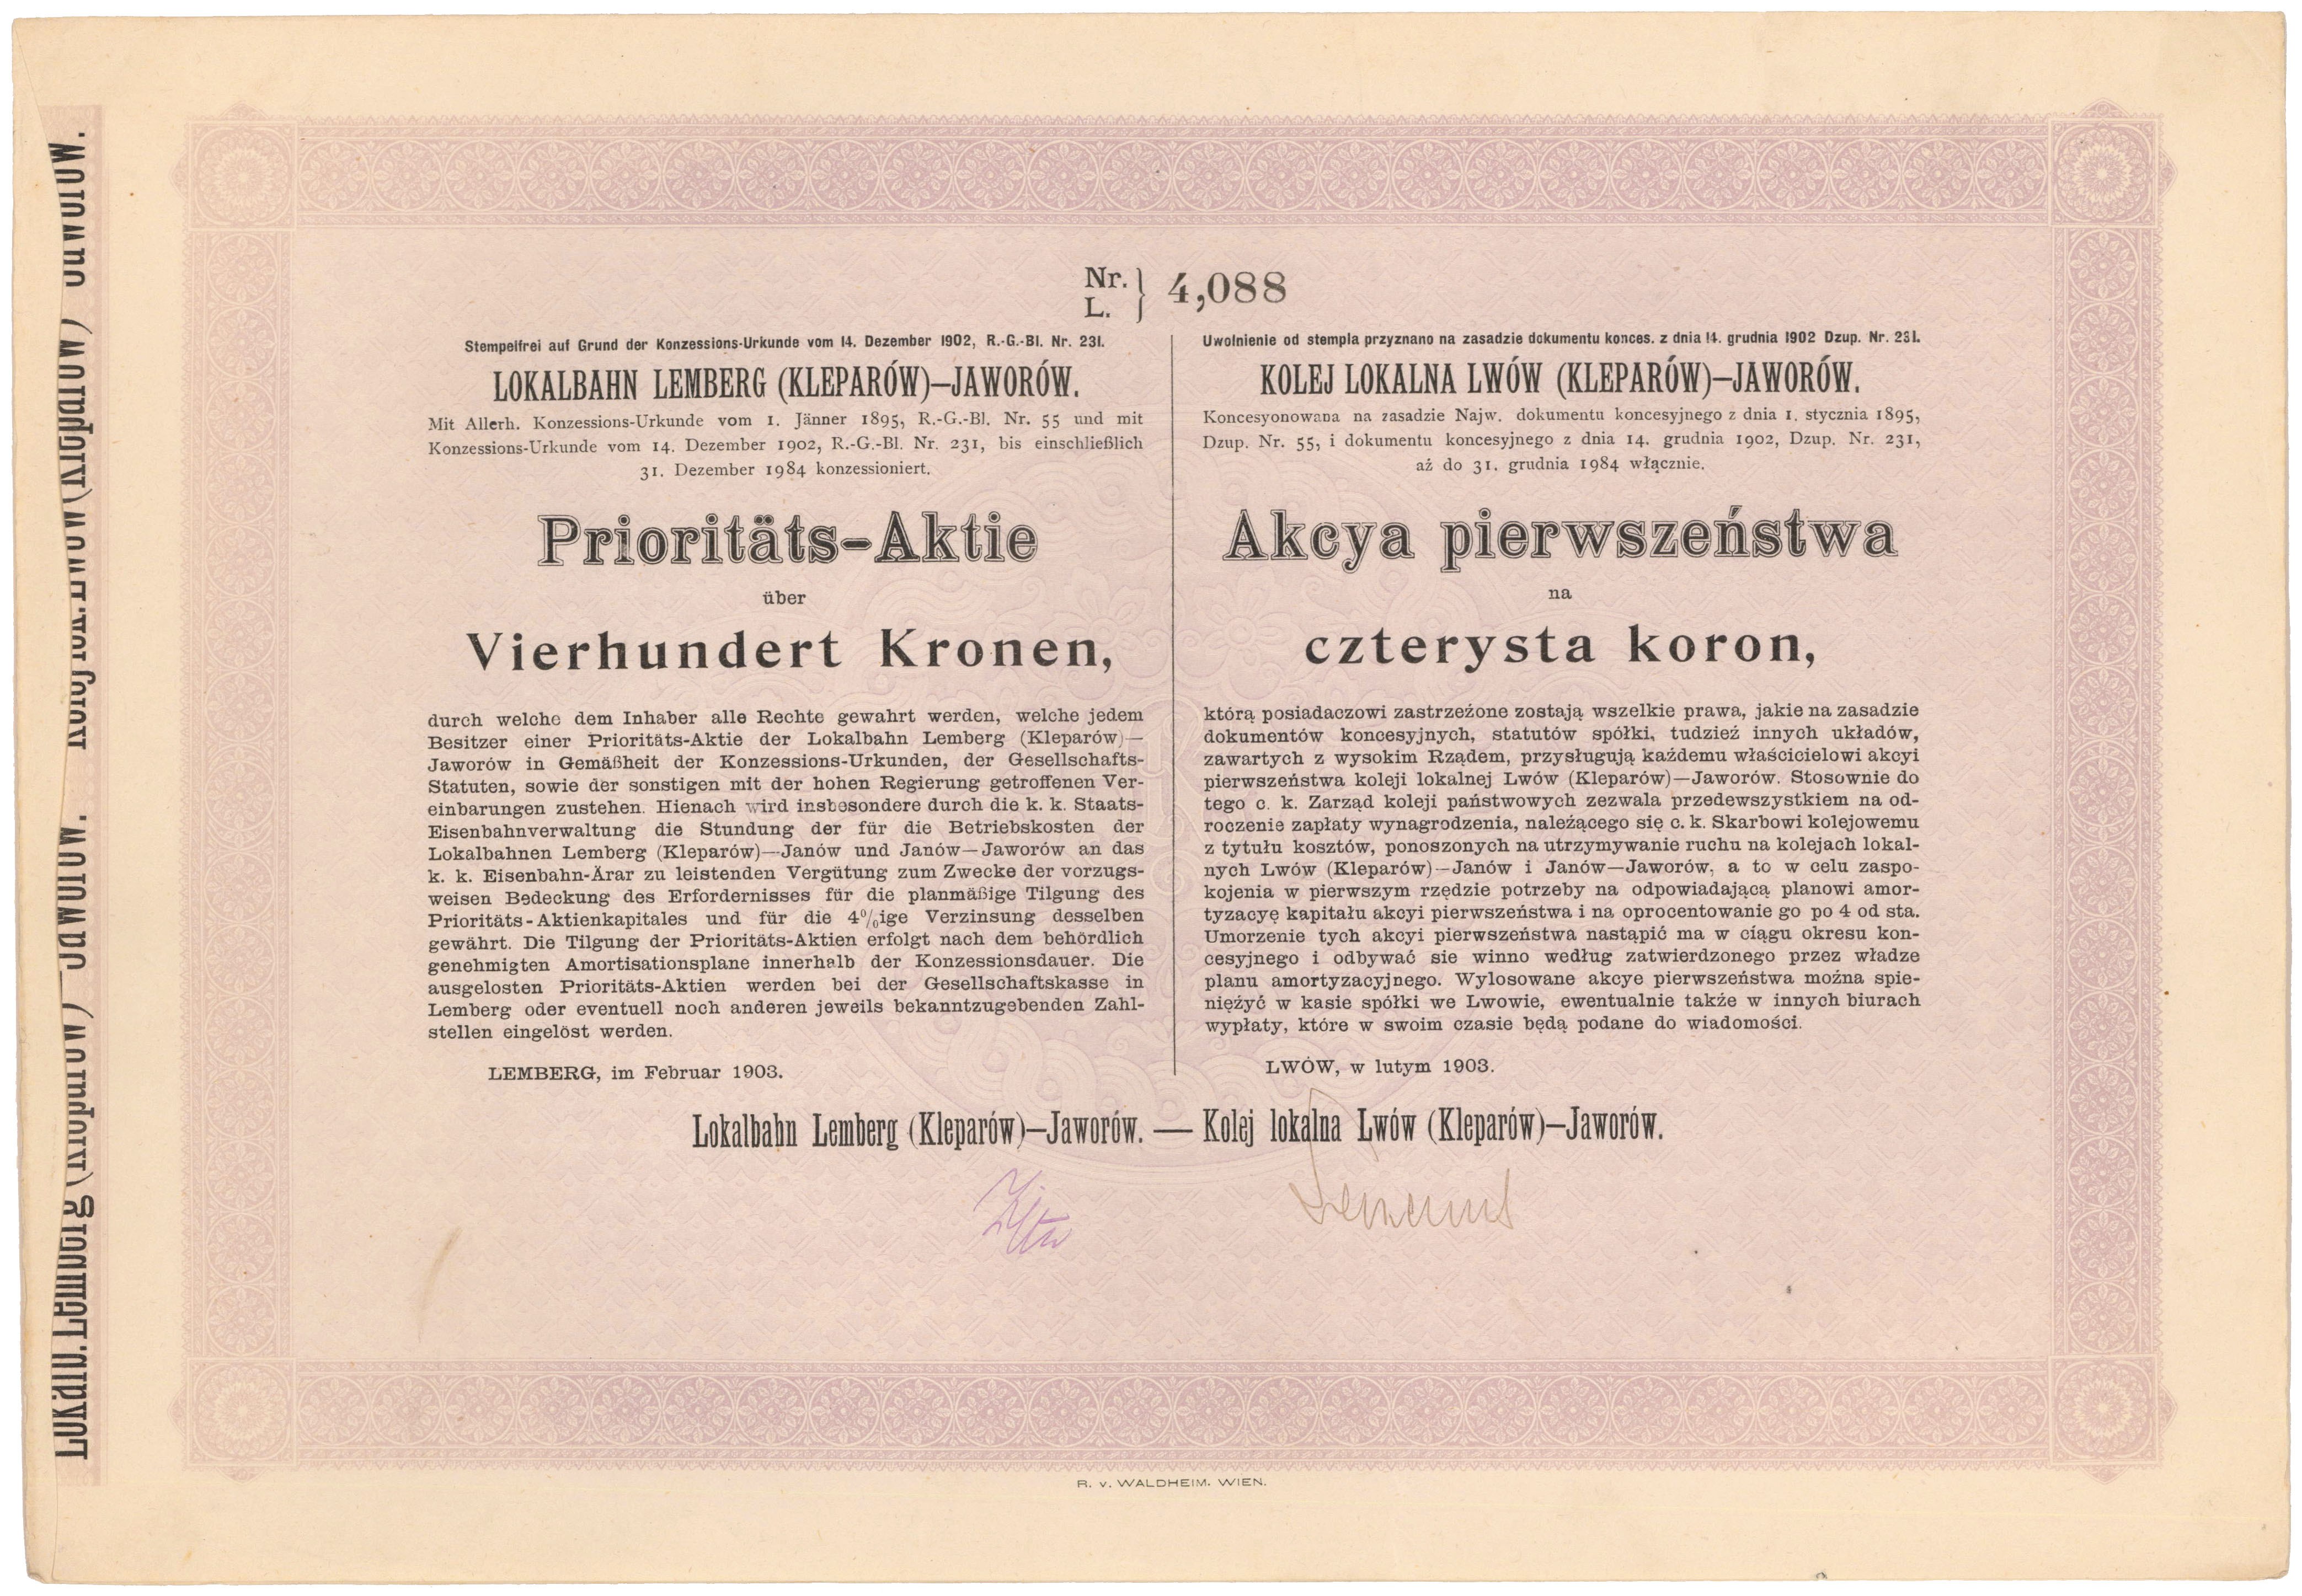 Nr.
L. } 4,088
Stempelfrei auf Grund der Konzessions-Urkunde vom 14. Dezember 1902, R.-G.-Bl. Nr. 231.
LOKALBAHN LEMBERG (KLEPARÓW)—JAWORÓW.
Mit Allerh. Konzessions-Urkunde vom 1. Jänner 1895, R.-G.-Bl. Nr. 55 und mit
Konzessions-Urkunde vom 14. Dezember 1902, R.-G.-Bl. Nr. 231, bis einschließlich
31. Dezember 1984 konzessioniert.
Prioritäts-Aktie
über
Vierhundert Kronen,
durch welche dem Inhaber alle Rechte gewahrt werden, welche jedem
Besitzer einer Prioritäts-Aktie der Lokalbahn Lemberg (Kleparów)—
Jaworów in Gemäßheit der Konzessions-Urkunden, der Gesellschafts-
Statuten, sowie der sonstigen mit der hohen Regierung getroffenen Ver-
einbarungen zustehen. Hienach wird insbesondere durch die k. k. Staats-
Eisenbahnverwaltung die Stundung der für die Betriebskosten der
Lokalbahnen Lemberg (Kleparów)—Janów und Janów—Jaworów an das
k. k. Eisenbahn-Ärar zu leistenden Vergütung zum Zwecke der vorzugs-
weisen Bedeckung des Erfordernisses für die planmäßige Tilgung des
Prioritäts-Aktienkapitales und für die 4%ige Verzinsung desselben
gewährt. Die Tilgung der Prioritäts-Aktien erfolgt nach dem behördlich
genehmigten Amortisationsplane innerhalb der Konzessionsdauer. Die
ausgelosten Prioritäts-Aktien werden bei der Gesellschaftskasse in
Lemberg oder eventuell noch anderen jeweils bekanntzugebenden Zahl-
stellen eingelöst werden.
LEMBERG, im Februar 1903.
Uwolnienie od stempla przyznano na zasadzie dokumentu konces. z dnia 14. grudnia 1902 Dzup. Nr. 231.
KOLEJ LOKALNA LWÓW (KLEPARÓW)—JAWORÓW.
Koncesyonowana na zasadzie Najw. dokumentu koncesyjnego z dnia 1. stycznia 1895,
Dzup. Nr. 55, i dokumentu koncesyjnego z dnia 14. grudnia 1902, Dzup. Nr. 231,
aż do 31. grudnia 1984 włącznie.
Akcya pierwszeństwa
na
czterysta koron,
którą posiadaczowi zastrzeżone zostają wszelkie prawa, jakie na zasadzie
dokumentów koncesyjnych, statutów spółki, tudzież innych układów,
zawartych z wysokim Rządem, przysługują każdemu właścicielowi akcyi
pierwszeństwa koleji lokalnej Lwów (Kleparów)—Jaworów. Stosownie do
tego c. k. Zarząd koleji państwowych zezwala przedewszystkiem na od-
roczenie zapłaty wynagrodzenia, należącego się c. k. Skarbowi kolejowemu
z tytułu kosztów, ponoszonych na utrzymywanie ruchu na kolejach lokal-
nych Lwów (Kleparów)—Janów i Janów—Jaworów, a to w celu zaspo-
kojenia w pierwszym rzędzie potrzeby na odpowiadającą planowi amor-
tyzacyę kapitału akcyi pierwszeństwa i na oprocentowanie go po 4 od sta.
Umorzenie tych akcyi pierwszeństwa nastąpić ma w ciągu okresu kon-
cesyjnego i odbywać sie winno według zatwierdzonego przez władze
planu amortyzacyjnego. Wylosowane akcye pierwszeństwa można spie-
niężyć w kasie spółki we Lwowie, ewentualnie także w innych biurach
wypłaty, które w swoim czasie będą podane do wiadomości.
LWÓW, w lutym 1903.
Lokalbahn Lemberg (Kleparów)—Jaworów. — Kolej lokalna Lwów (Kleparów)—Jaworów.
R. v. WALDHEIM. WIEN.
Lokalb. Lemberg (Kleparów)—Jaworów. Kolej lok. Lwów (Kleparów)—Jaworów.